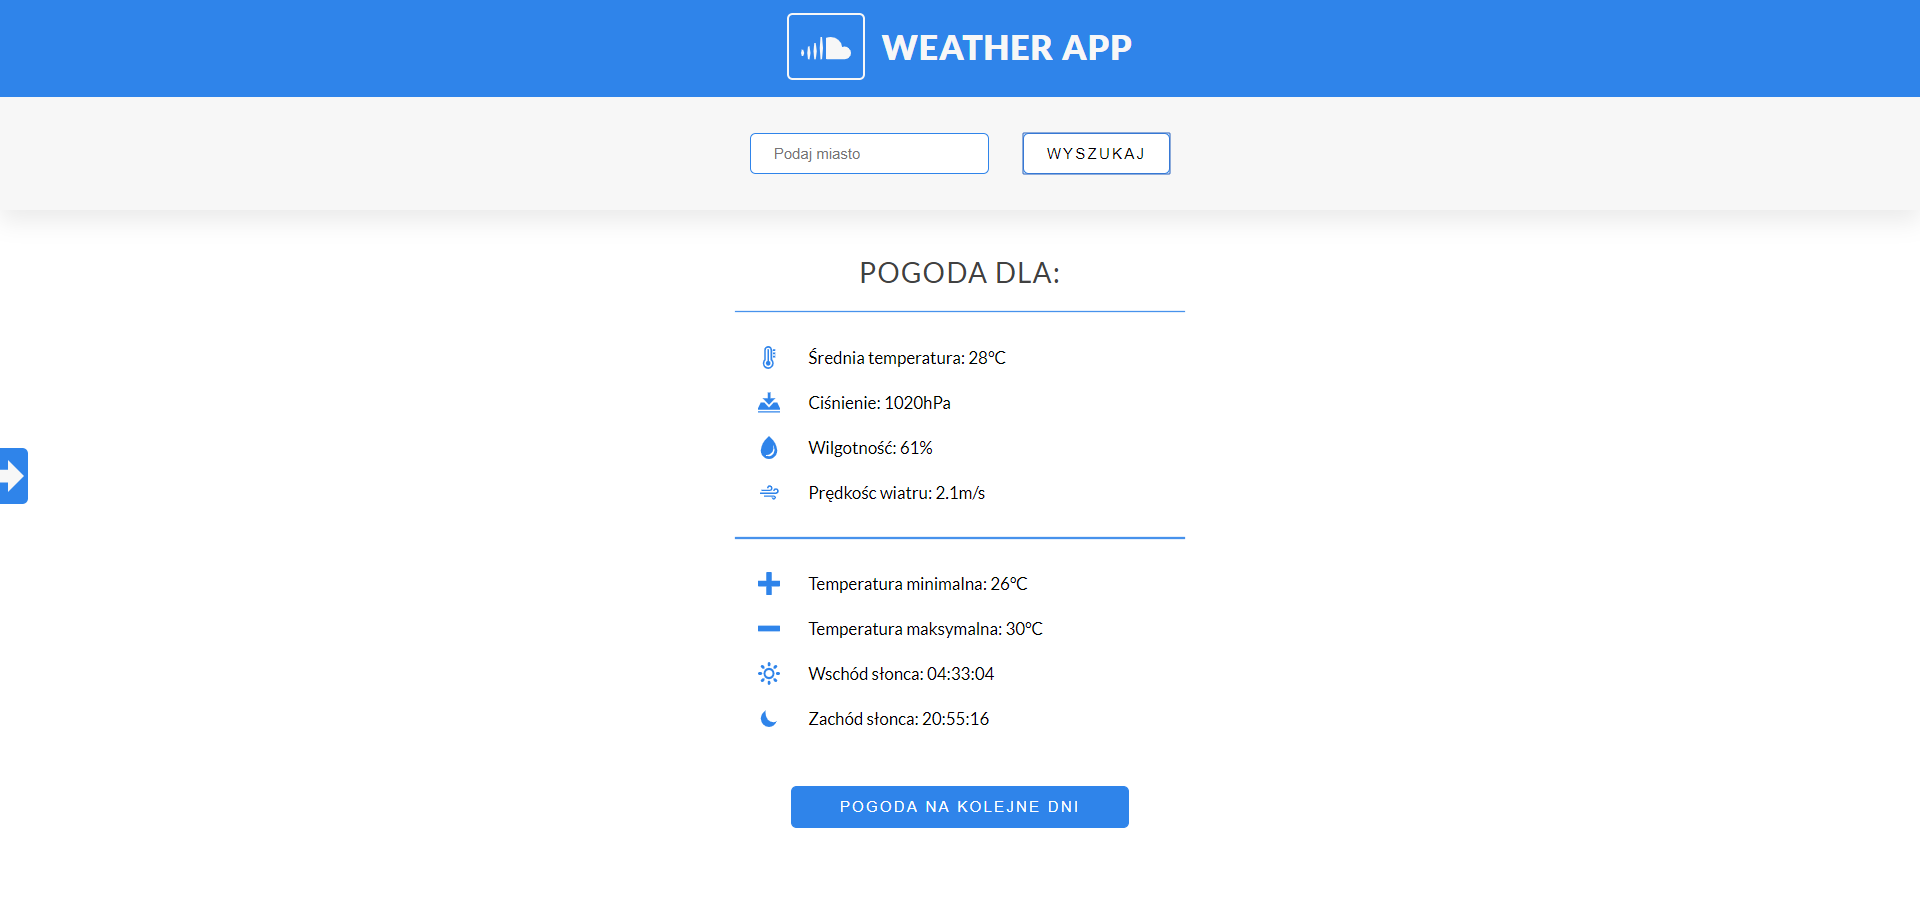 WEATHER APP
Podaj miasto
WYSZUKAJ
POGODA DLA:
Średnia temperatura: 28°C
Ciśnienie: 1020hPa
Wilgotność: 61%
Prędkośc wiatru: 2.1m/s
Temperatura minimalna: 26°C
Temperatura maksymalna: 30°C
Wschód słonca: 04:33:04
Zachód słonca: 20:55:16
POGODA NA KOLEJNE DNI